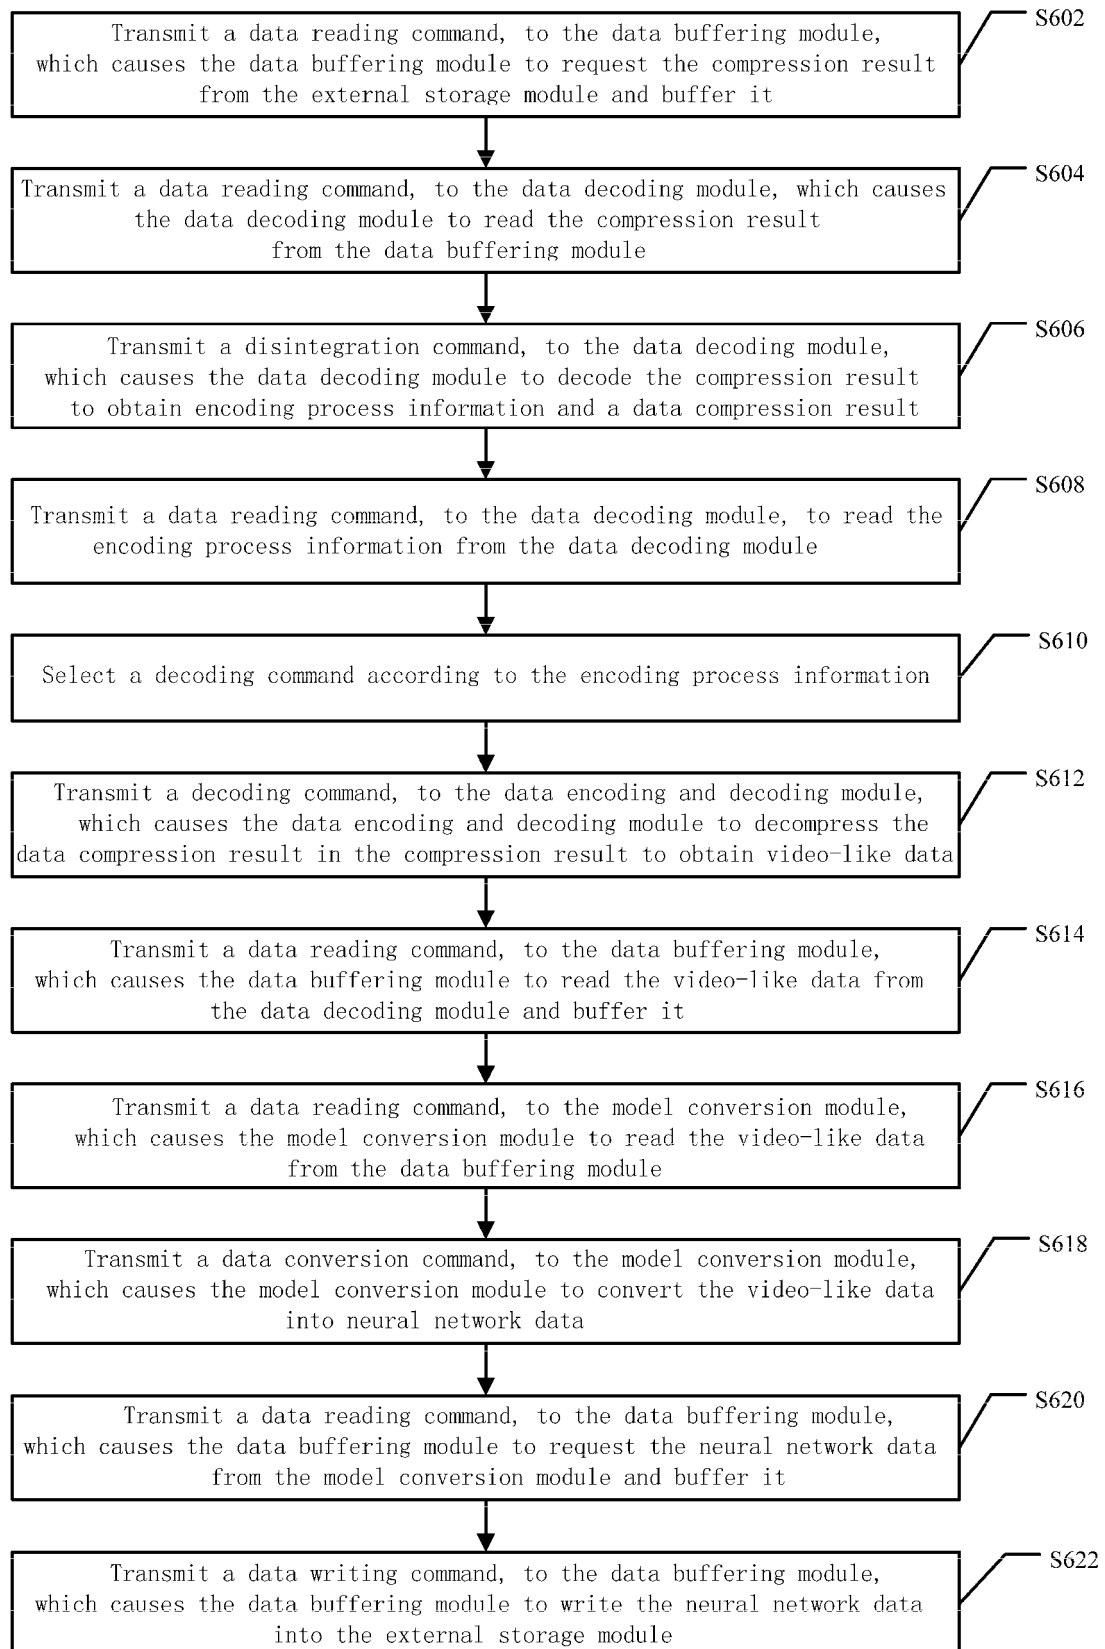 S602
Transmit a data reading command, to the data buffering module,
which causes the data buffering module to request the compression result
from the external storage module and buffer it
S604
Transmit a data reading command, to the data decoding module, which causes
the data decoding module to read the compression result
from the data buffering module
S606
Transmit a disintegration command, to the data decoding module,
which causes the data decoding module to decode the compression result
to obtain encoding process information and a data compression result
S608
Transmit a data reading command, to the data decoding module, to read the
encoding process information from the data decoding module
S610
Select a decoding command according to the encoding process information
S612
Transmit a decoding command, to the data encoding and decoding module,
which causes the data encoding and decoding module to decompress the
data compression result in the compression result to obtain video-like data
S614
Transmit a data reading command, to the data buffering module,
which causes the data buffering module to read the video-like data from
the data decoding module and buffer it
S616
Transmit a data reading command, to the model conversion module,
which causes the model conversion module to read the video-like data
from the data buffering module
S618
Transmit a data conversion command, to the model conversion module,
which causes the model conversion module to convert the video-like data
into neural network data
S620
Transmit a data reading command, to the data buffering module,
which causes the data buffering module to request the neural network data
from the model conversion module and buffer it
S622
Transmit a data writing command, to the data buffering module,
which causes the data buffering module to write the neural network data
into the external storage module